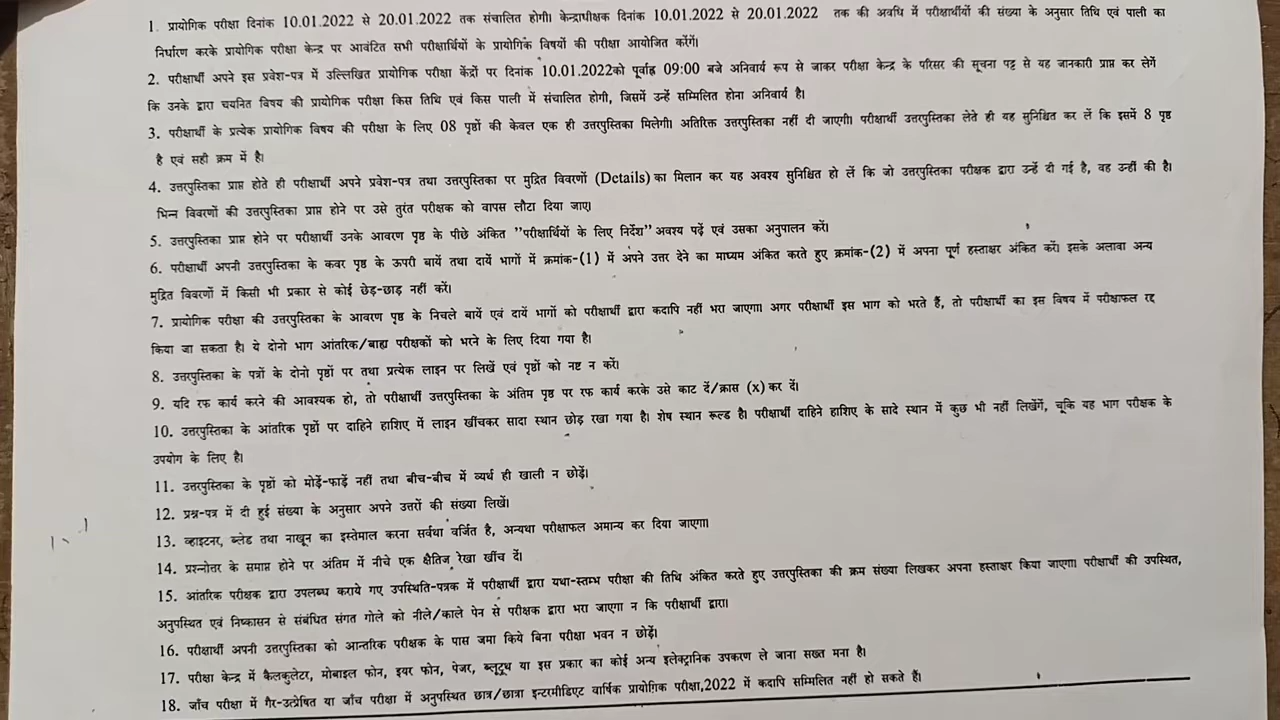 1. प्रायोगिक परीक्षा दिनांक 10.01.2022 से 20.01.2022 तक संचालित होगी। केन्द्राधीक्षक दिनांक 10.01.2022 से 20.01.2022 तक की अवधि में परीक्षार्थीयों की संख्या के अनुसार तिथि एवं पाली का
निर्धारण करके प्रायोगिक परीक्षा केन्द्र पर आवंटित सभी परीक्षार्थियों के प्रायोगिक विषयों की परीक्षा आयोजित करेंगें।
2. परीक्षार्थी अपने इस प्रवेश-पत्र में उल्लिखित प्रायोगिक परीक्षा केंद्रों पर दिनांक 10.01.2022को पूर्वाह्न 09:00 बजे अनिवार्य रूप से जाकर परीक्षा केन्द्र के परिसर की सूचना पट्ट से यह जानकारी प्राप्त कर लेगें
कि उनके द्वारा चयनित विषय की प्रायोगिक परीक्षा किस तिथि एवं किस पाली में संचालित होगी, जिसमें उन्हें सम्मिलित होना अनिवार्य है।
3. परीक्षार्थी के प्रत्येक प्रायोगिक विषय की परीक्षा के लिए 08 पृष्ठों की केवल एक ही उत्तरपुस्तिका मिलेगी। अतिरिक्त उत्तरपुस्तिका नहीं दी जाएगी। परीक्षार्थी उत्तरपुस्तिका लेते ही यह सुनिश्चित कर लें कि इसमें 8 पृष्ठ
है एवं सही क्रम में है।
4. उत्तरपुस्तिका प्राप्त होते ही परीक्षार्थी अपने प्रवेश-पत्र तथा उत्तरपुस्तिका पर मुद्रित विवरणों (Details) का मिलान कर यह अवश्य सुनिश्चित हो लें कि जो उत्तरपुस्तिका परीक्षक द्वारा उन्हें दी गई है, वह उन्हीं की है।
भिन्न विवरणों की उत्तरपुस्तिका प्राप्त होने पर उसे तुरंत परीक्षक को वापस लौटा दिया जाए।
5. उत्तरपुस्तिका प्राप्त होने पर परीक्षार्थी उनके आवरण पृष्ठ के पीछे अंकित "परीक्षार्थियों के लिए निर्देश" अवश्य पढ़ें एवं उसका अनुपालन करें।
6. परीक्षार्थी अपनी उत्तरपुस्तिका के कवर पृष्ठ के ऊपरी बायें तथा दायें भागों में क्रमांक-(1) में अपने उत्तर देने का माध्यम अंकित करते हुए क्रमांक-(2) में अपना पूर्ण हस्ताक्षर अंकित करें। इसके अलावा अन्य
मुद्रित विवरणों में किसी भी प्रकार से कोई छेड़-छाड़ नहीं करें।
7. प्रायोगिक परीक्षा की उत्तरपुस्तिका के आवरण पृष्ठ के निचले बायें एवं दायें भागों को परीक्षार्थी द्वारा कदापि नहीं भरा जाएगा। अगर परीक्षार्थी इस भाग को भरते हैं, तो परीक्षार्थी का इस विषय में परीक्षाफल रद्द
किया जा सकता है। ये दोनो भाग आंतरिक/बाह्य परीक्षकों को भरने के लिए दिया गया है।
8. उत्तरपुस्तिका के पत्रों के दोनो पृष्ठों पर तथा प्रत्येक लाइन पर लिखें एवं पृष्ठों को नष्ट न करें।
9. यदि रफ कार्य करने की आवश्यक हो, तो परीक्षार्थी उत्तरपुस्तिका के अंतिम पृष्ठ पर रफ कार्य करके उसे काट दें/क्रास (x) कर दें।
10. उत्तरपुस्तिका के आंतरिक पृष्ठों पर दाहिने हाशिए में लाइन खींचकर सादा स्थान छोड़ रखा गया है। शेष स्थान रूल्ड है। परीक्षार्थी दाहिने हाशिए के सादे स्थान में कुछ भी नहीं लिखेंगें, चूकि यह भाग परीक्षक के
उपयोग के लिए है।
11. उत्तरपुस्तिका के पृष्ठों को मोड़ें-फाड़ें नहीं तथा बीच-बीच में व्यर्थ ही खाली न छोड़ें।
12. प्रश्न-पत्र में दी हुई संख्या के अनुसार अपने उत्तरों की संख्या लिखें।
13. व्हाइटनर, ब्लेड तथा नाखून का इस्तेमाल करना सर्वथा वर्जित है, अन्यथा परीक्षाफल अमान्य कर दिया जाएगा।
14. प्रश्नोत्तर के समाप्त होने पर अंतिम में नीचे एक क्षैतिज रेखा खींच दें।
15. आंतरिक परीक्षक द्वारा उपलब्ध कराये गए उपस्थिति-पत्रक में परीक्षार्थी द्वारा यथा-स्तम्भ परीक्षा की तिथि अंकित करते हुए उत्तरपुस्तिका की क्रम संख्या लिखकर अपना हस्ताक्षर किया जाएगा। परीक्षार्थी की उपस्थित,
अनुपस्थित एवं निष्कासन से संबंधित संगत गोले को नीले/काले पेन से परीक्षक द्वारा भरा जाएगा न कि परीक्षार्थी द्वारा।
16. परीक्षार्थी अपनी उत्तरपुस्तिका को आन्तरिक परीक्षक के पास जमा किये बिना परीक्षा भवन न छोड़ें।
17. परीक्षा केन्द्र में कैलकुलेटर, मोबाइल फोन, इयर फोन, पेजर, ब्लूटूथ या इस प्रकार का कोई अन्य इलेक्ट्रानिक उपकरण ले जाना सख्त मना है।
18. जाँच परीक्षा में गैर-उत्प्रेषित या जाँच परीक्षा में अनुपस्थित छात्र/छात्रा इन्टरमीडिएट वार्षिक प्रायोगिक परीक्षा,2022 में कदापि सम्मिलित नहीं हो सकते हैं।